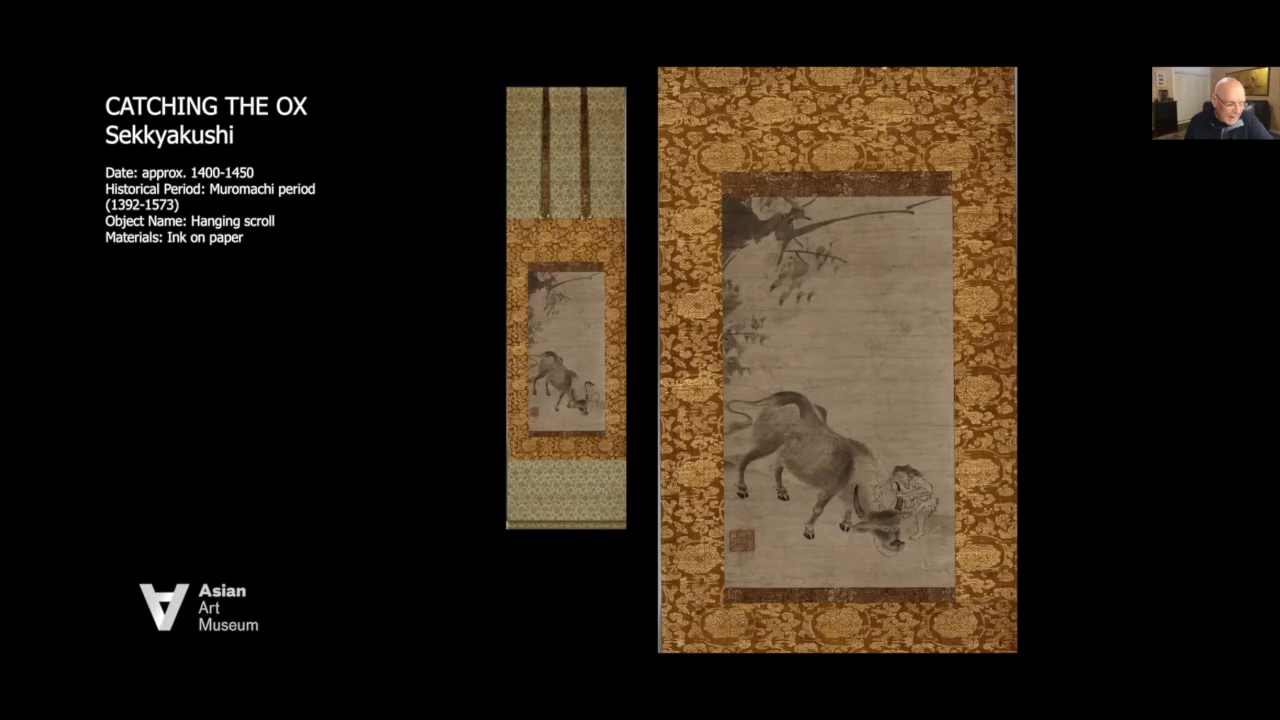 CATCHING THE OX
Sekkyakushi
Date: approx. 1400-1450
Historical Period: Muromachi period
(1392-1573)
Object Name: Hanging scroll
Materials: Ink on paper
Asian
Art
Museum